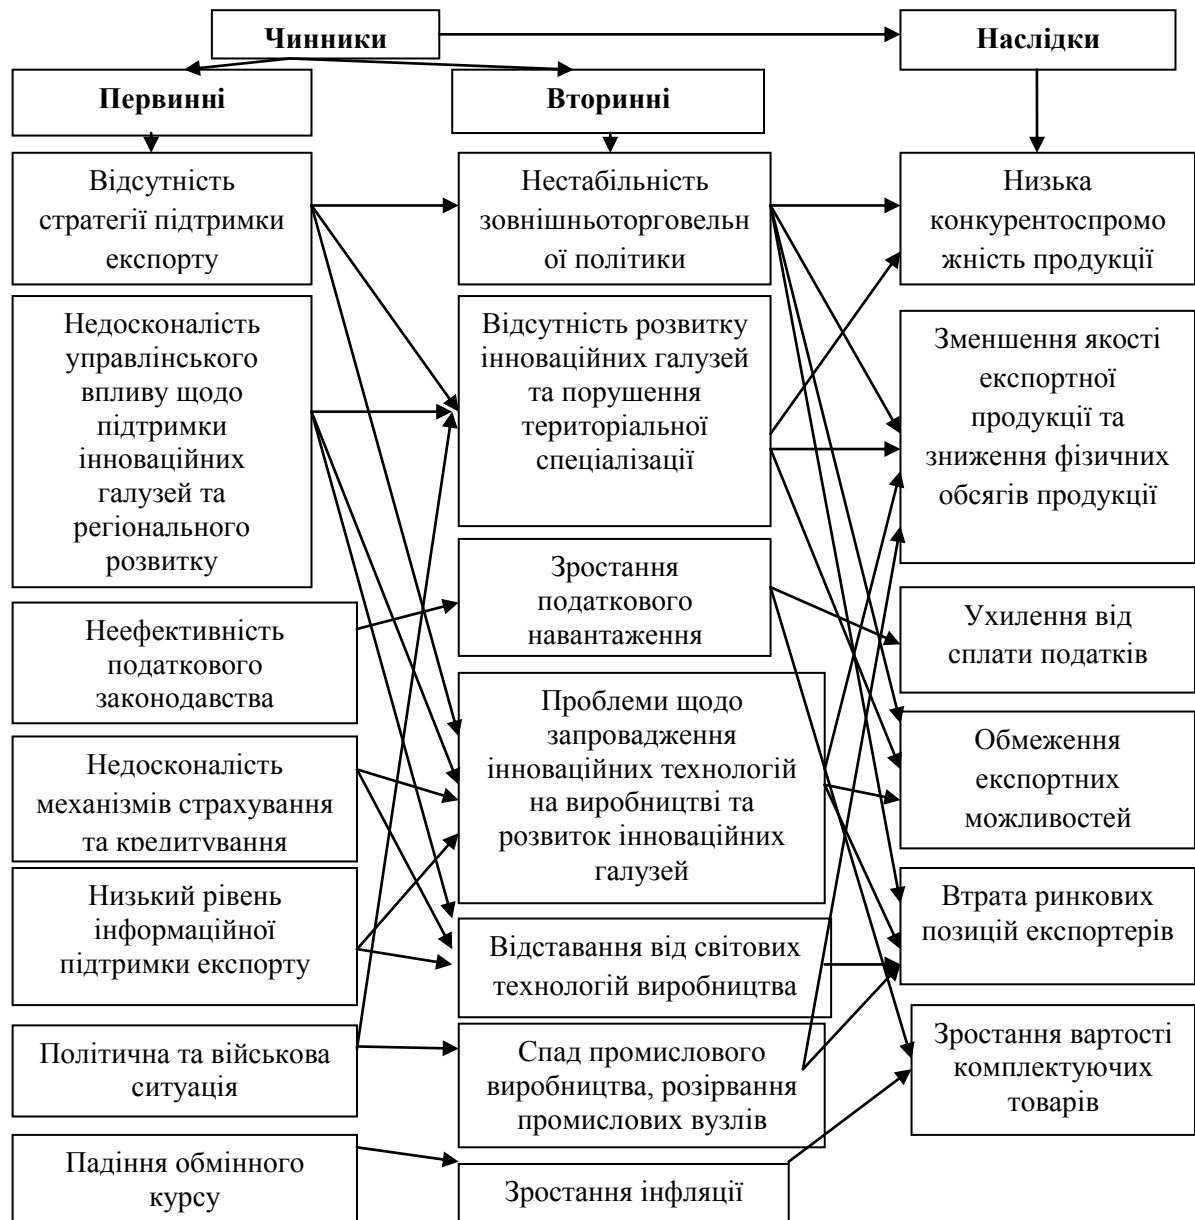 Чинники
Наслідки
Первинні
Вторинні
Відсутність
стратегії підтримки
експорту
Недосконалість
управлінського
впливу щодо
підтримки
інноваційних
галузей та
регіонального
розвитку
Неефективність
податкового
законодавства
Недосконалість
механізмів страхування
та кредитування
Низький рівень
інформаційної
підтримки експорту
Політична та військова
ситуація
Падіння обмінного
курсу
Нестабільність
зовнішньоторговельн
ої політики
Відсутність розвитку
інноваційних галузей
та порушення
територіальної
спеціалізації
Зростання
податкового
навантаження
Проблеми щодо
запровадження
інноваційних технологій
на виробництві та
розвиток інноваційних
галузей
Відставання від світових
технологій виробництва
Спад промислового
виробництва, розірвання
промислових вузлів
Зростання інфляції
Низька
конкурентоспромо
жність продукції
Зменшення якості
експортної
продукції та
зниження фізичних
обсягів продукції
Ухилення від
сплати податків
Обмеження
експортних
можливостей
Втрата ринкових
позицій експортерів
Зростання вартості
комплектуючих
товарів